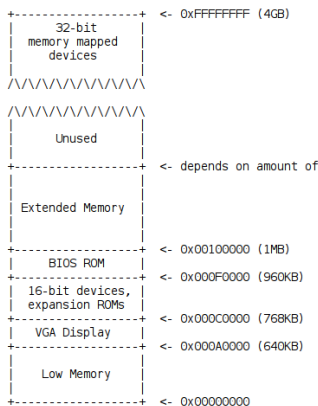 +------------------+  <- 0xFFFFFFFF (4GB)
|      32-bit      |
|  memory mapped   |
|     devices      |
|                  |
/\/\/\/\/\/\/\/\/\/\

/\/\/\/\/\/\/\/\/\/\
|                  |
|      Unused      |
|                  |
+------------------+  <- depends on amount of
|                  |
|                  |
| Extended Memory  |
|                  |
|                  |
+------------------+  <- 0x00100000 (1MB)
|     BIOS ROM     |
+------------------+  <- 0x000F0000 (960KB)
|  16-bit devices, |
|  expansion ROMs  |
+------------------+  <- 0x000C0000 (768KB)
|   VGA Display    |
+------------------+  <- 0x000A0000 (640KB)
|                  |
|    Low Memory    |
|                  |
+------------------+  <- 0x00000000